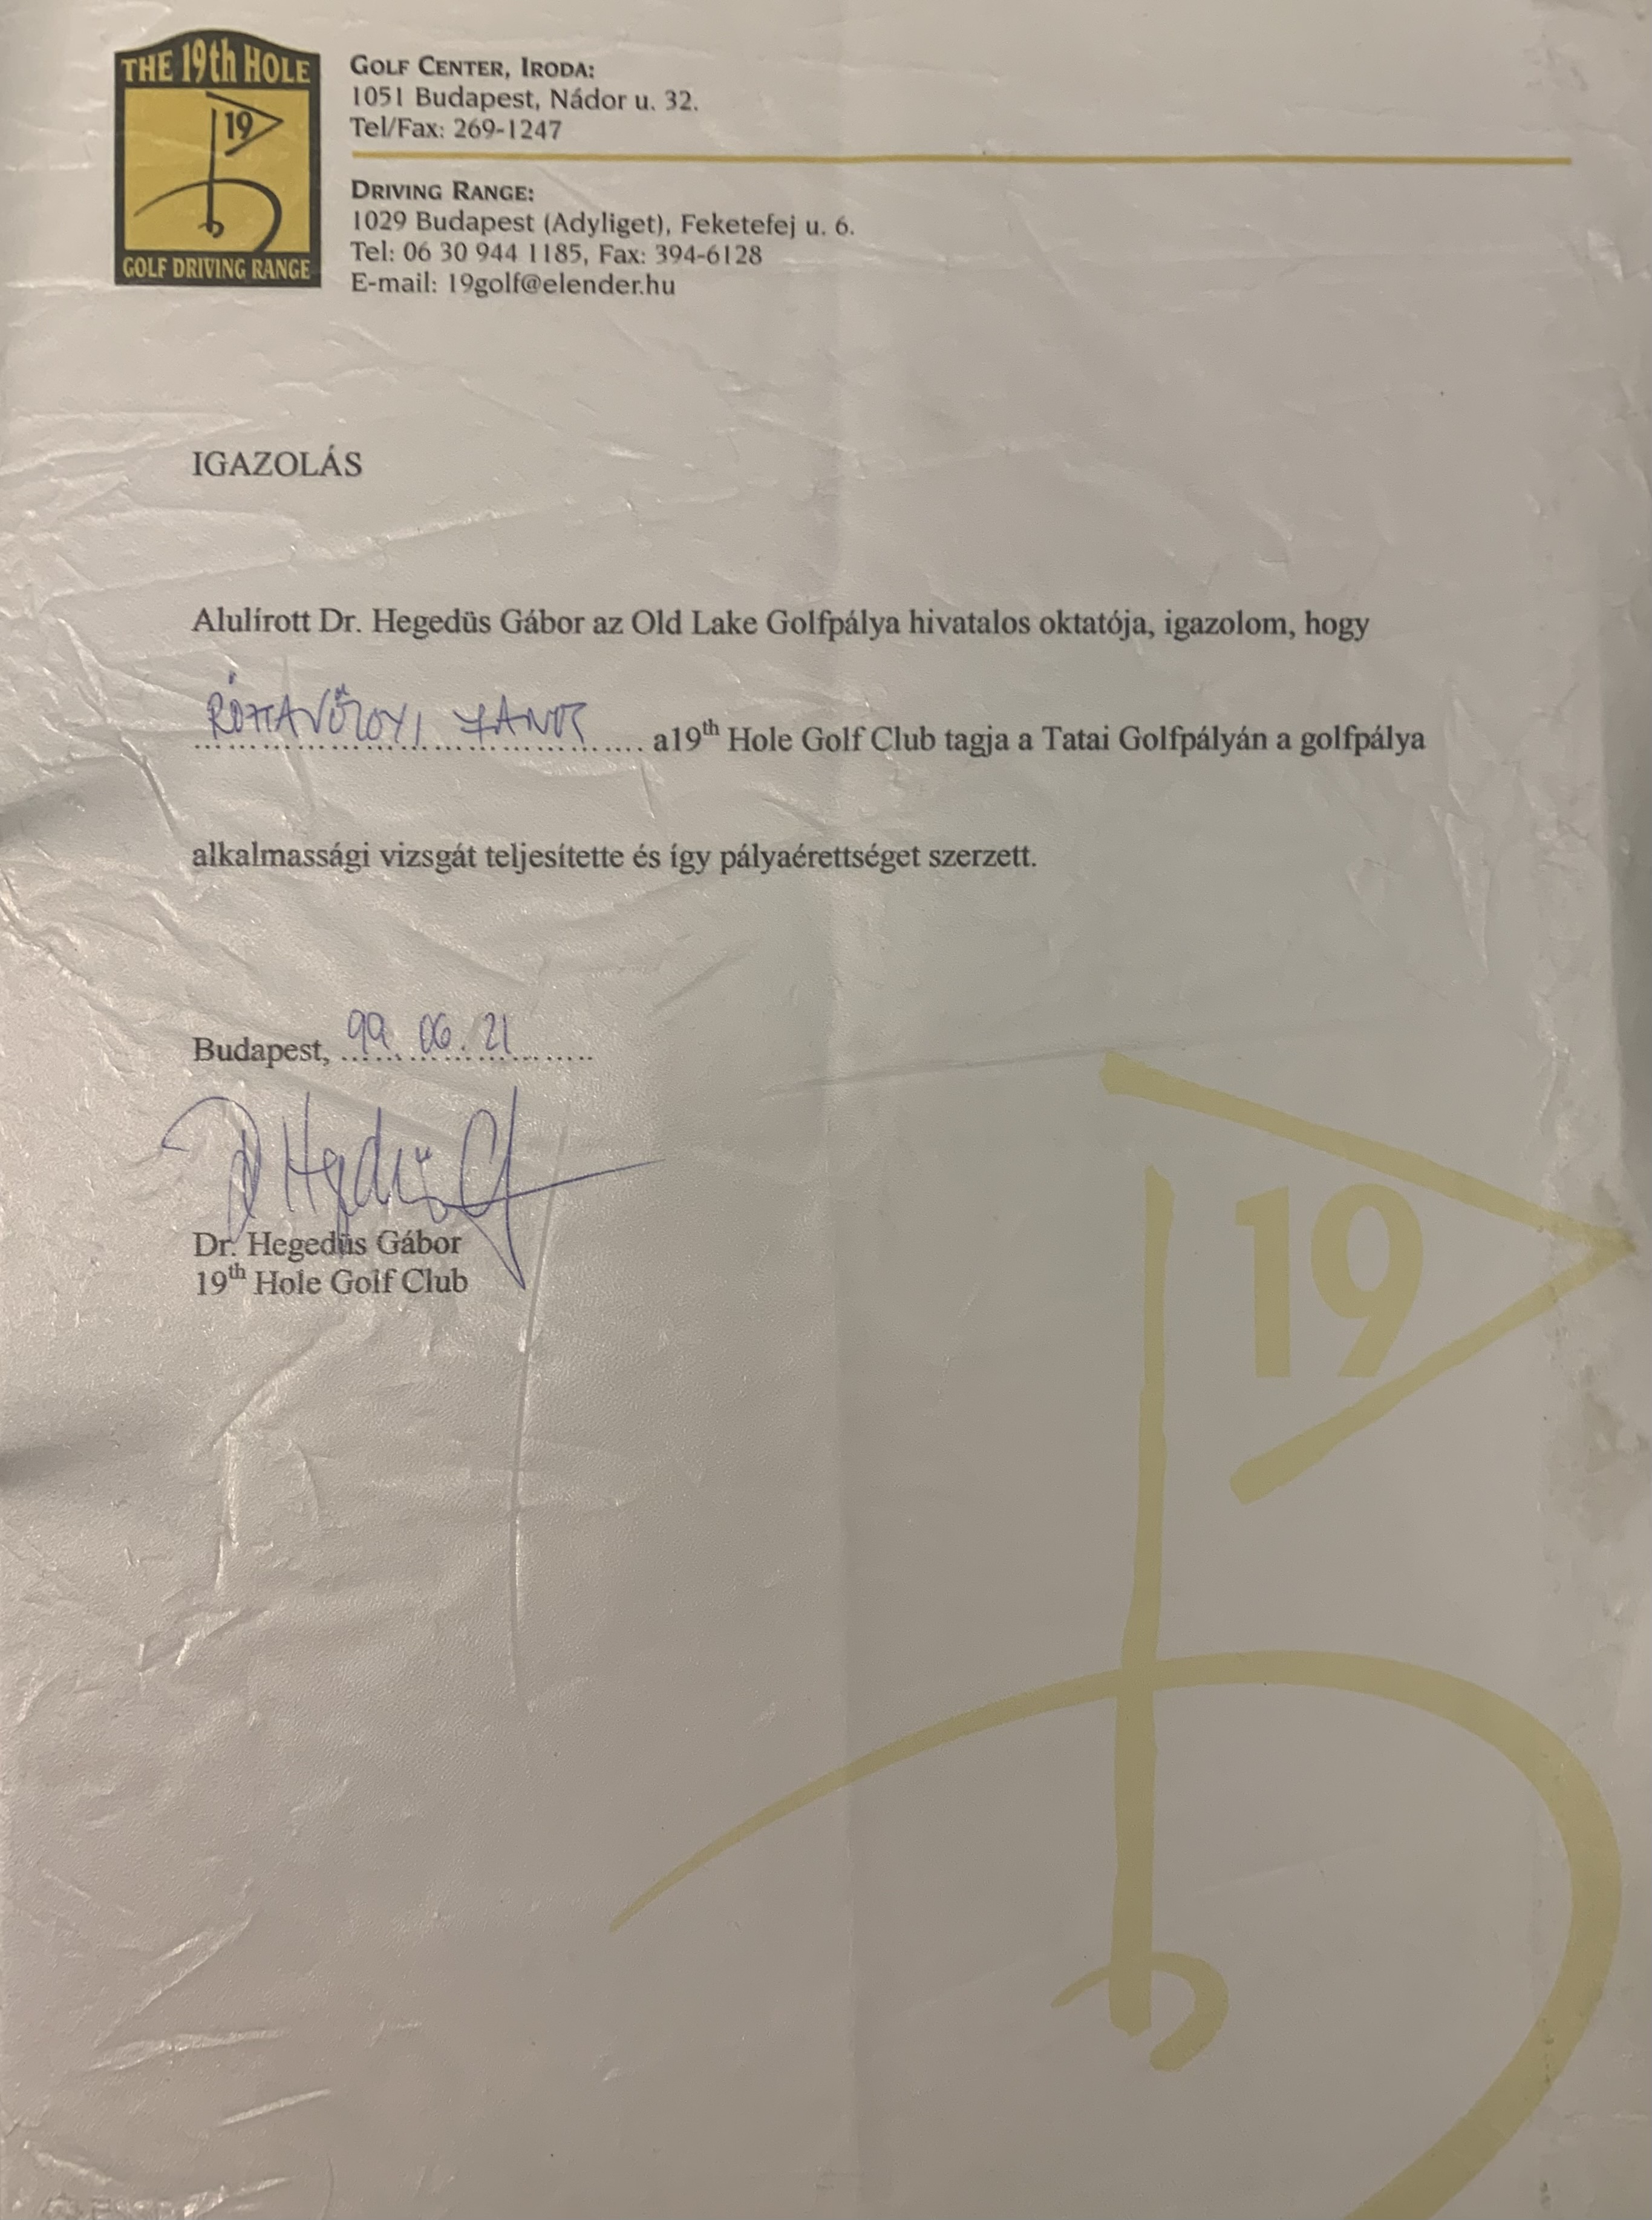 THE 19th HOLE
19
GOLF DRIVING RANGE
GOLF CENTER, IRODA:
1051 Budapest, Nádor u. 32.
Tel/Fax: 269-1247
DRIVING RANGE:
1029 Budapest (Adyliget), Feketefej u. 6.
Tel: 06 30 944 1185, Fax: 394-6128
E-mail: 19golf@elender.hu
IGAZOLÁS
Alulírott Dr. Hegedüs Gábor az Old Lake Golfpálya hivatalos oktatója, igazolom, hogy
JÁNOS a19th Hole Golf Club tagja a Tatai Golfpályán a golfpálya
alkalmassági vizsgát teljesítette és így pályaérettséget szerzett.
Budapest, 99. 06. 21
Dr Hegedüs G
Dr. Hegedüs Gábor
19th Hole Golf Club
19